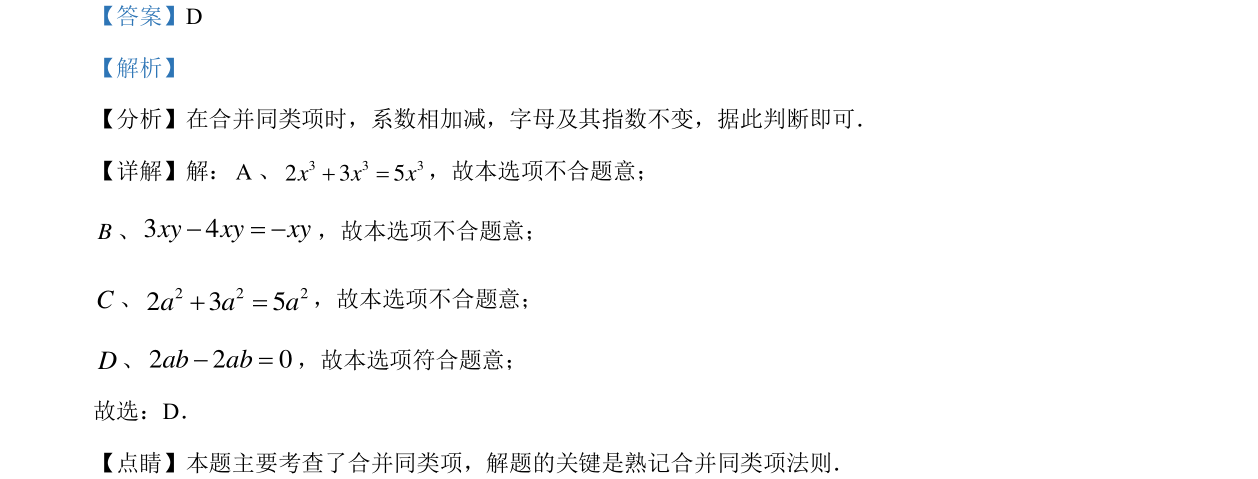 【答案】D
【解析】
【分析】在合并同类项时，系数相加减，字母及其指数不变，据此判断即可．
【详解】解： A 、 2x³ + 3x³ = 5x³，故本选项不合题意；
B 、 3xy − 4xy = −xy ，故本选项不合题意；
C 、 2a² + 3a² = 5a²，故本选项不合题意；
D 、 2ab − 2ab = 0，故本选项符合题意；
故选：D．
【点睛】本题主要考查了合并同类项，解题的关键是熟记合并同类项法则．